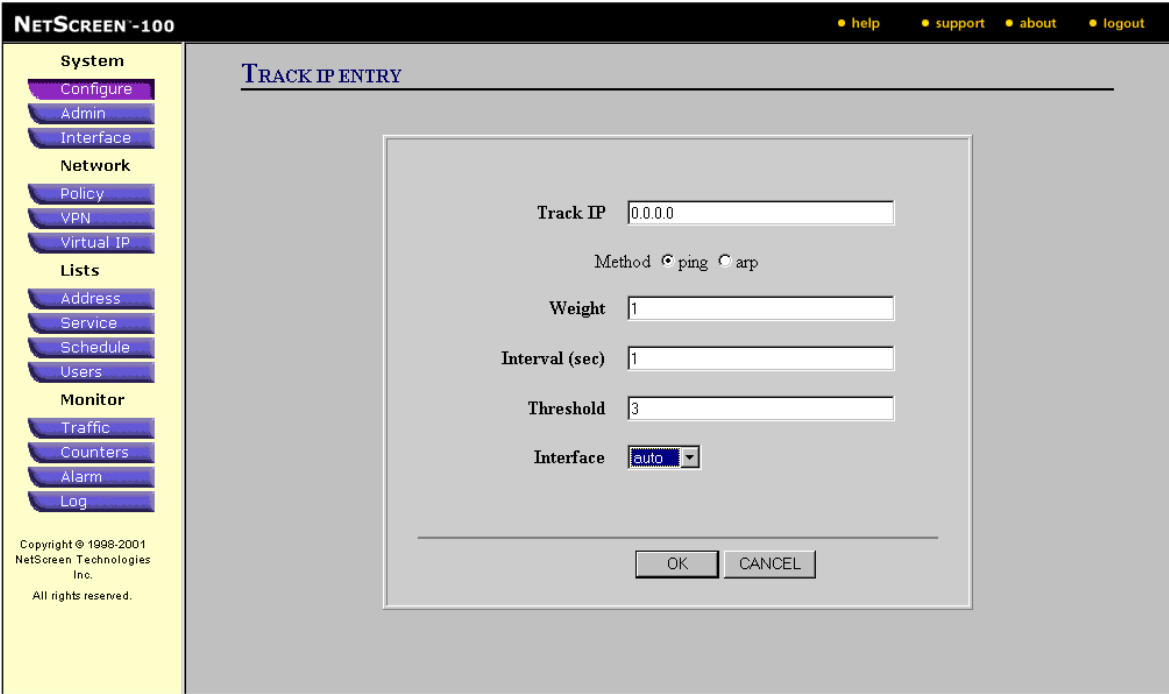 NETSCREEN-100
help support about logout
System
Configure
Admin
Interface
Network
Policy
VPN
Virtual IP
Lists
Address
Service
Schedule
Users
Monitor
Traffic
Counters
Alarm
Log
Copyright © 1998-2001
NetScreen Technologies
Inc.
All rights reserved.
TRACK IP ENTRY
Track IP 0.0.0.0
Method ping arp
Weight 1
Interval (sec) 1
Threshold 3
Interface auto
OK CANCEL